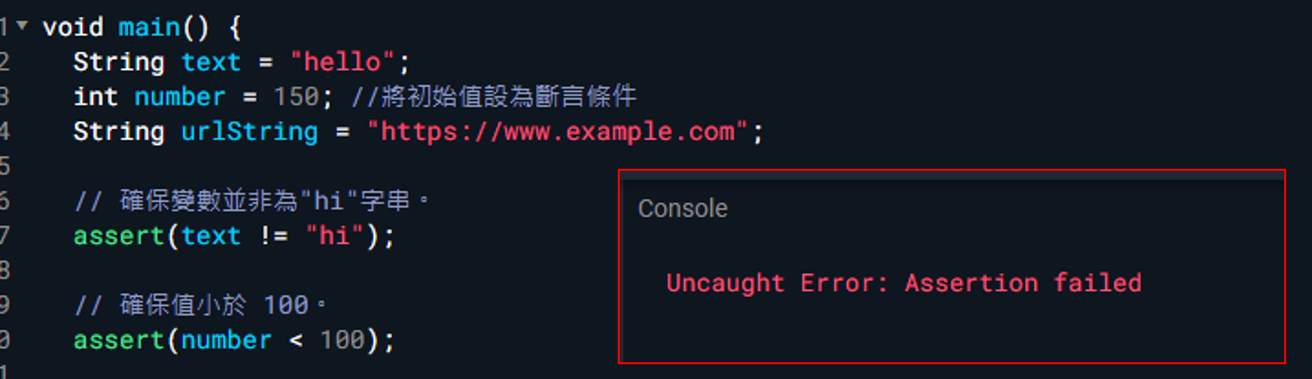 1 void main() {
2 String text = "hello";
3 int number = 150; //將初始值設為斷言條件
4 String urlString = "https://www.example.com";
5
6 // 確保變數並非為"hi"字串。
7 assert(text != "hi");
8
9 // 確保值小於 100。
0 assert(number < 100);
1
Console
Uncaught Error: Assertion failed